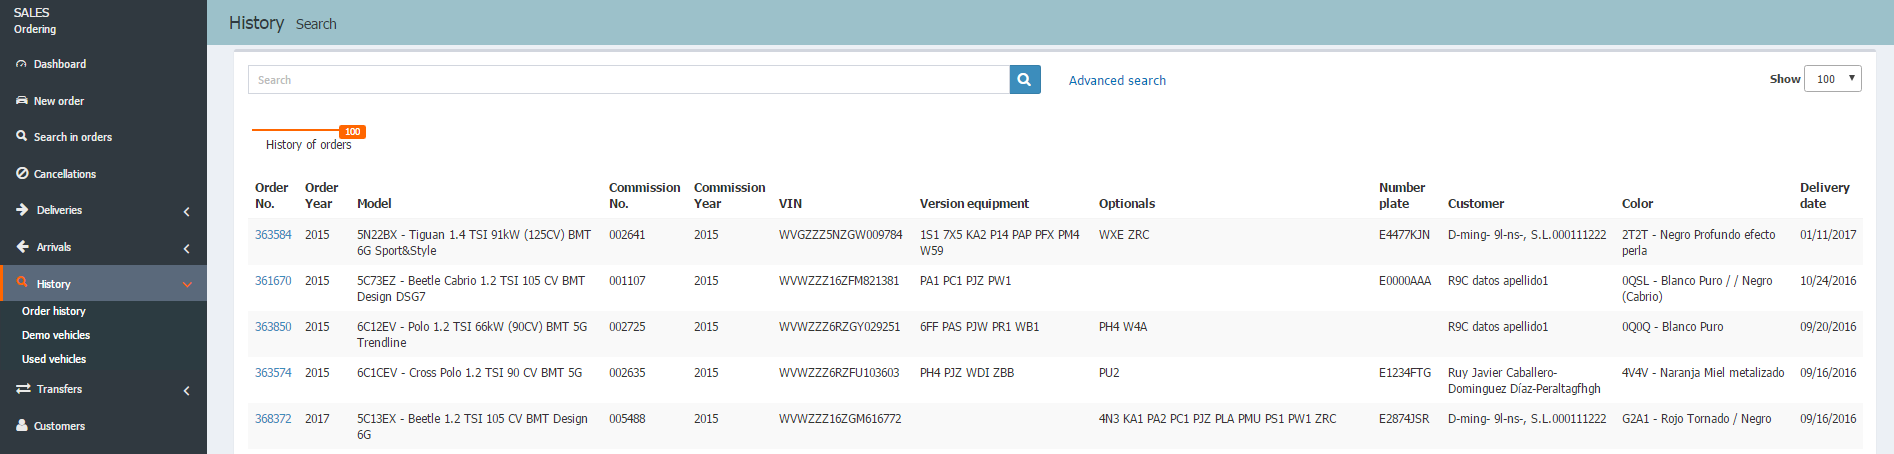 SALES
Ordering
Dashboard
New order
Search in orders
Cancellations
Deliveries
Arrivals
History
Order history
Demo vehicles
Used vehicles
Transfers
Customers
History Search
Search
Advanced search
Show 100
100
History of orders
Order No. Order Year Model Commission No. Commission Year VIN Version equipment Optionals Number plate Customer Color Delivery date
363584 2015 5N22BX - Tiguan 1.4 TSI 91kW (125CV) BMT 6G Sport&Style 002641 2015 WVGZZZ5NZGW009784 1S1 7X5 KA2 P14 PAP PFX PM4 W59 WXE ZRC E4477KJN D-ming- 9l-ns-, S.L.000111222 2T2T - Negro Profundo efecto perla 01/11/2017
361670 2015 5C73EZ - Beetle Cabrio 1.2 TSI 105 CV BMT Design DSG7 001107 2015 WVWZZZ16ZFM821381 PA1 PC1 PJZ PW1 E0000AAA R9C datos apellido1 0QSL - Blanco Puro / / Negro (Cabrio) 10/24/2016
363850 2015 6C12EV - Polo 1.2 TSI 66kW (90CV) BMT 5G Trendline 002725 2015 WVWZZZ6RZGY029251 6FF PAS PJW PR1 WB1 PH4 W4A R9C datos apellido1 0Q0Q - Blanco Puro 09/20/2016
363574 2015 6C1CEV - Cross Polo 1.2 TSI 90 CV BMT 5G 002635 2015 WVWZZZ6RZFU103603 PH4 PJZ WDI ZBB PU2 E1234FTG Ruy Javier Caballero-Dominguez Díaz-Peraltagfhgh 4V4V - Naranja Miel metalizado 09/16/2016
368372 2017 5C13EX - Beetle 1.2 TSI 105 CV BMT Design 6G 005488 2015 WVWZZZ16ZGM616772 4N3 KA1 PA2 PC1 PJZ PLA PMU PS1 PW1 ZRC E2874JSR D-ming- 9l-ns-, S.L.000111222 G2A1 - Rojo Tornado / Negro 09/16/2016